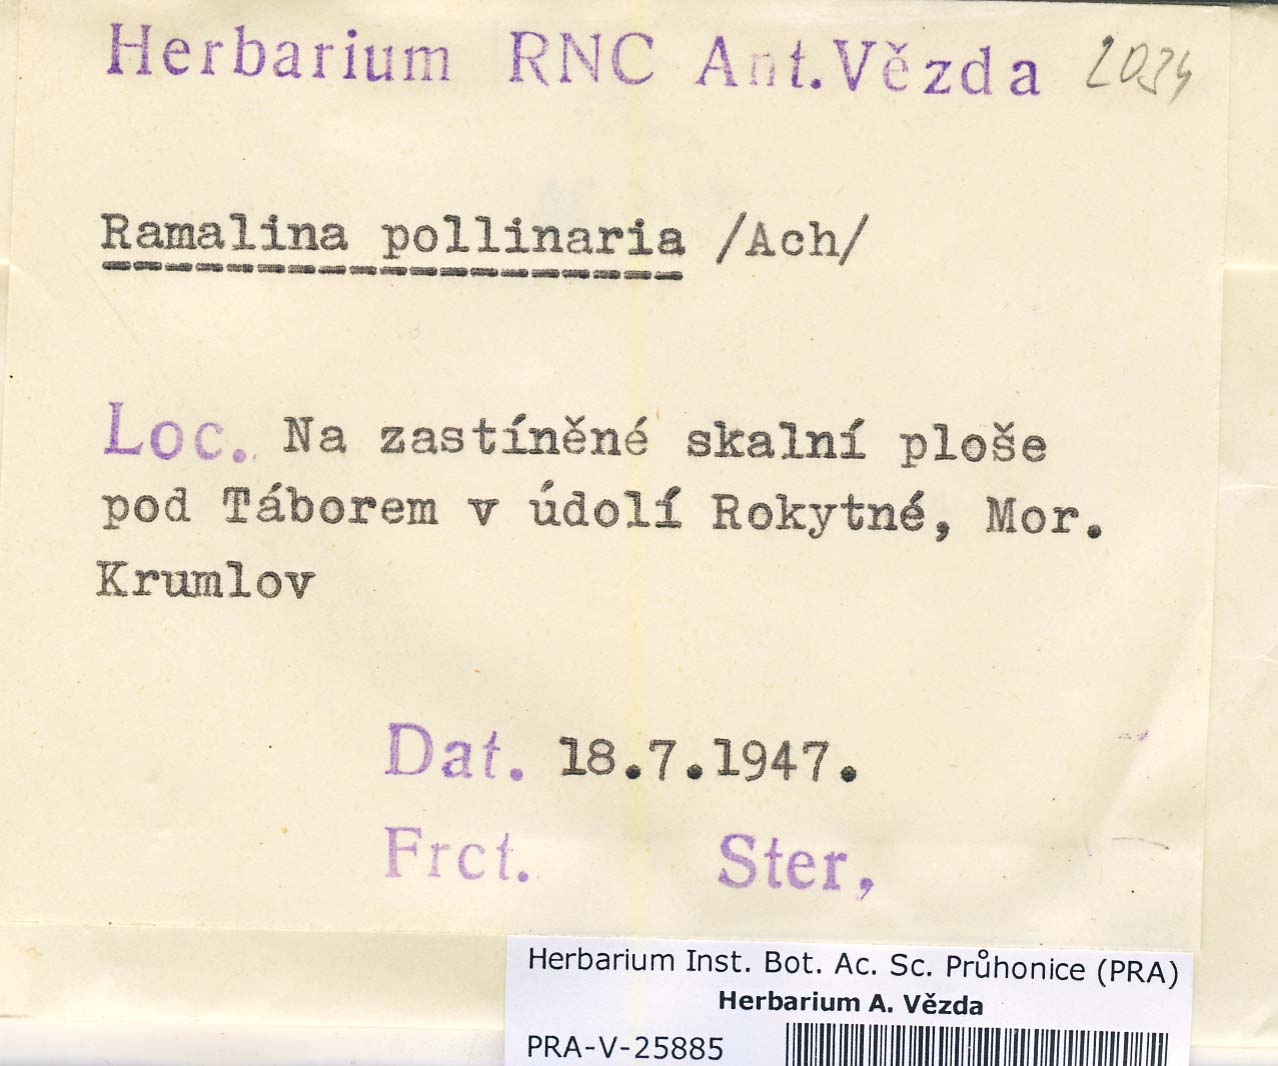 Herbarium RNC Ant. Vězda 2034
Ramalina pollinaria /Ach/
Loc. Na zastíněné skalní ploše
pod Táborem v údolí Rokytné, Mor.
Krumlov
Dat. 18.7.1947.
Frct. Ster,
Herbarium Inst. Bot. Ac. Sc. Průhonice (PRA)
Herbarium A. Vězda
PRA-V-25885